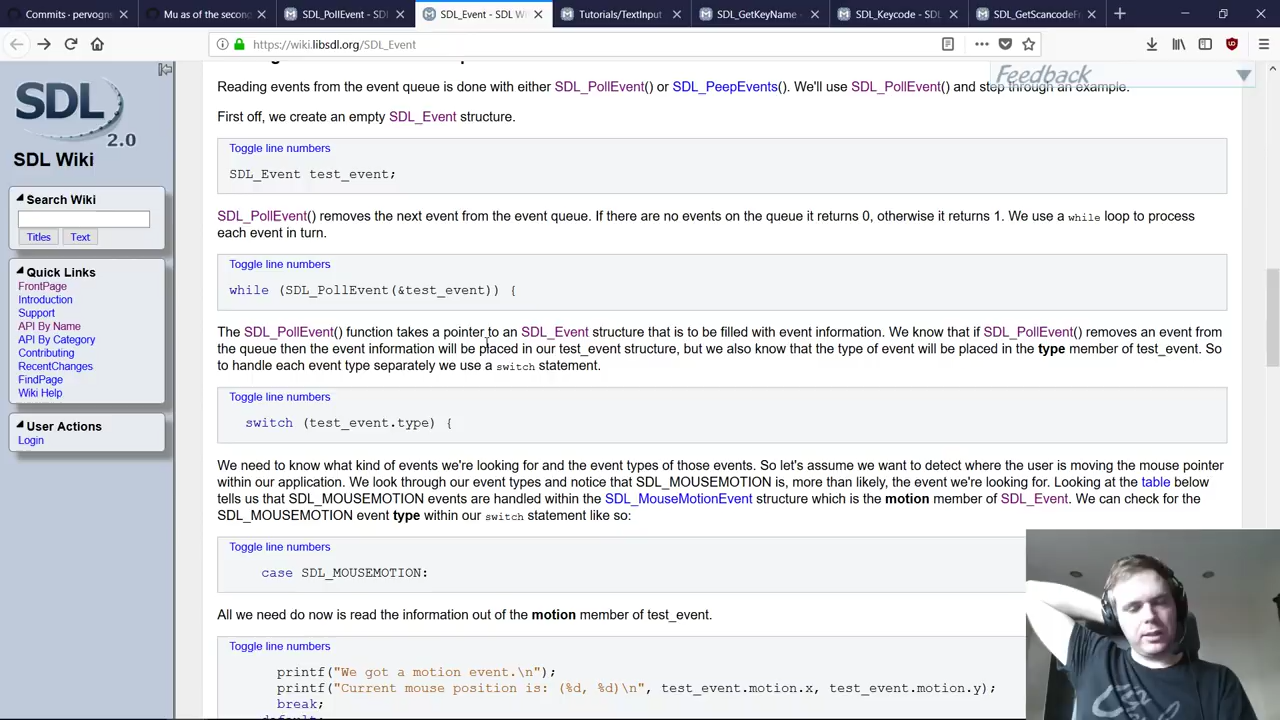 Commits - pervogns
Mu as of the second
SDL_PollEvent - SDL
SDL_Event - SDL Wi
Tutorials/TextInput
SDL_GetKeyName -
SDL_Keycode - SDL
SDL_GetScancodeFr
https://wiki.libsdl.org/SDL_Event
SDL
2.0
SDL Wiki
Search Wiki
Titles Text
Quick Links
FrontPage
Introduction
Support
API By Name
API By Category
Contributing
RecentChanges
FindPage
Wiki Help
User Actions
Login
Feedback
Reading events from the event queue is done with either SDL_PollEvent() or SDL_PeepEvents(). We'll use SDL_PollEvent() and step through an example.
First off, we create an empty SDL_Event structure.
Toggle line numbers
SDL_Event test_event;
SDL_PollEvent() removes the next event from the event queue. If there are no events on the queue it returns 0, otherwise it returns 1. We use a while loop to process
each event in turn.
Toggle line numbers
while (SDL_PollEvent(&test_event)) {
The SDL_PollEvent() function takes a pointer to an SDL_Event structure that is to be filled with event information. We know that if SDL_PollEvent() removes an event from
the queue then the event information will be placed in our test_event structure, but we also know that the type of event will be placed in the type member of test_event. So
to handle each event type separately we use a switch statement.
Toggle line numbers
switch (test_event.type) {
We need to know what kind of events we're looking for and the event types of those events. So let's assume we want to detect where the user is moving the mouse pointer
within our application. We look through our event types and notice that SDL_MOUSEMOTION is, more than likely, the event we're looking for. Looking at the table below
tells us that SDL_MOUSEMOTION events are handled within the SDL_MouseMotionEvent structure which is the motion member of SDL_Event. We can check for the
SDL_MOUSEMOTION event type within our switch statement like so:
Toggle line numbers
case SDL_MOUSEMOTION:
All we need do now is read the information out of the motion member of test_event.
Toggle line numbers
printf("We got a motion event.\n");
printf("Current mouse position is: (%d, %d)\n", test_event.motion.x, test_event.motion.y);
break;